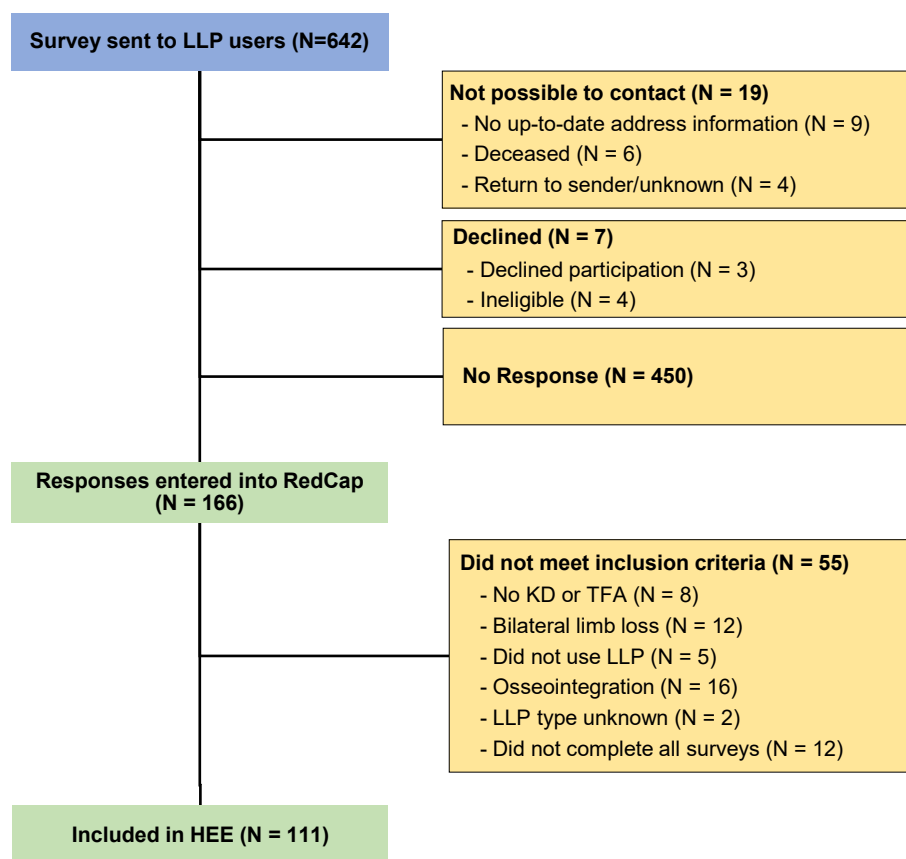 Survey sent to LLP users (N=642)
Not possible to contact (N = 19)
- No up-to-date address information (N = 9)
- Deceased (N = 6)
- Return to sender/unknown (N = 4)
Declined (N = 7)
- Declined participation (N = 3)
- Ineligible (N = 4)
No Response (N = 450)
Responses entered into RedCap
(N = 166)
Did not meet inclusion criteria (N = 55)
- No KD or TFA (N = 8)
- Bilateral limb loss (N = 12)
- Did not use LLP (N = 5)
- Osseointegration (N = 16)
- LLP type unknown (N = 2)
- Did not complete all surveys (N = 12)
Included in HEE (N = 111)